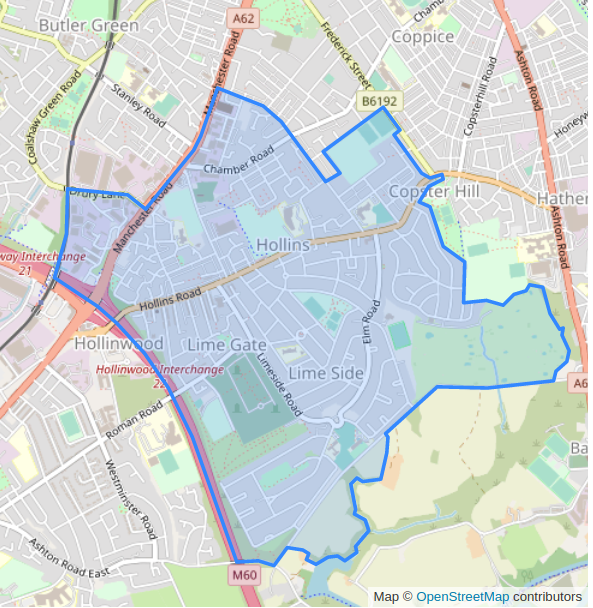 A62
Butler Green
Coppice
Chamber
Frederick Street
Manchester Road
Stanley Road
Coalshaw Green Road
B6192
Copsterhill Road
Ashton Road
Honeyw
Chamber Road
Drury Lane
Copster Hill
Hather
Manchester Road
Hollins
Ashton Road
way Interchange
21
Hollins Road
Elm Road
Hollinwood
Lime Gate
Hollinwood Interchange
22
Lime Side
Limeside Road
A6
Roman Road
Ba
Westminster Road
Ashton Road East
M60
Map © OpenStreetMap contributors